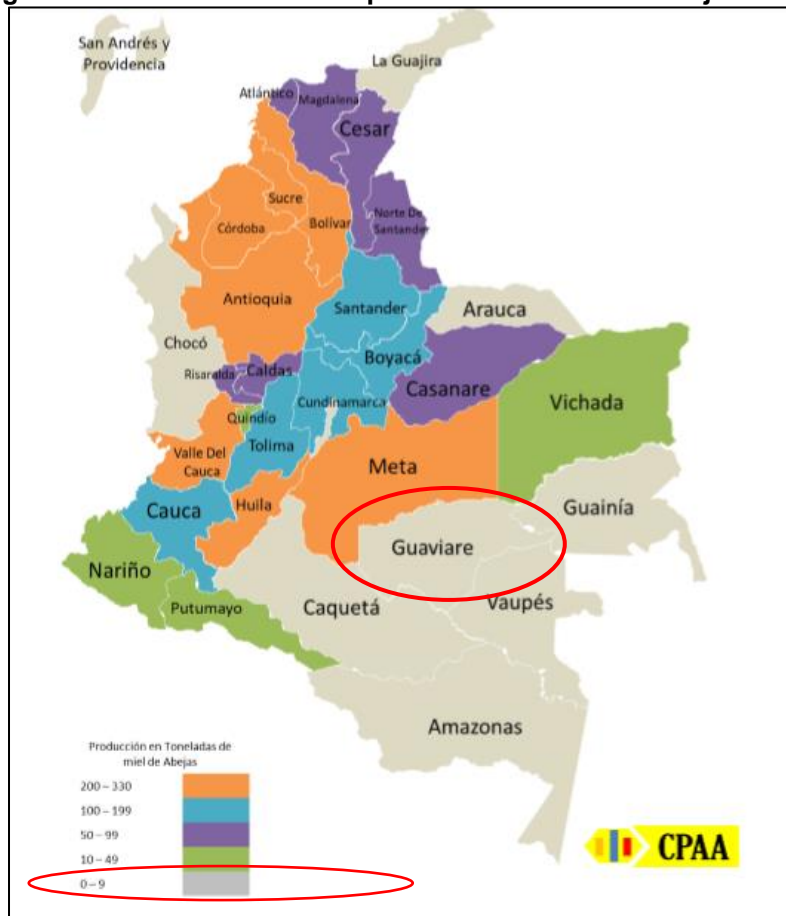 San Andrés y
Providencia
La Guajira
Atlántico
Magdalena
Cesar
Norte De
Santander
Sucre
Córdoba
Bolívar
Antioquia
Santander
Arauca
Chocó
Boyacá
Risaralda
Caldas
Casanare
Cundinamarca
Vichada
Quindío
Tolima
Valle Del
Cauca
Meta
Cauca
Huila
Guainía
Guaviare
Nariño
Putumayo
Caquetá
Vaupés
Amazonas
Producción en Toneladas de
miel de Abejas
200 – 330
100 – 199
50 – 99
10 – 49
0 – 9
CPAA